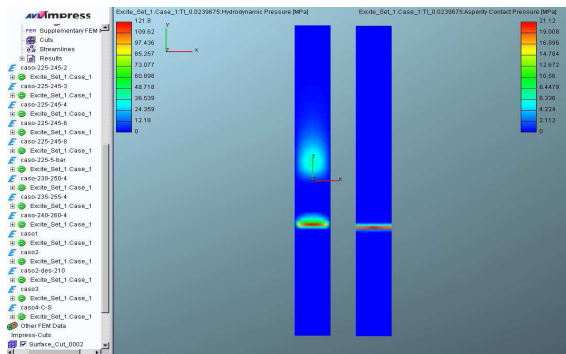 AVL Impress
FER Supplementary FEM
Cuts
Streamlines
Results
caso-225-245-2
Excite_Set_1.Case_1
caso-225-245-3
Excite_Set_1.Case_1
caso-225-245-4
Excite_Set_1.Case_1
caso-225-245-6
Excite_Set_1.Case_1
caso-225-245-8
Excite_Set_1.Case_1
caso-225-5-bar
Excite_Set_1.Case_1
caso-230-250-4
Excite_Set_1.Case_1
caso-235-255-4
Excite_Set_1.Case_1
caso-240-260-4
Excite_Set_1.Case_1
caso1
Excite_Set_1.Case_1
caso2
Excite_Set_1.Case_1
caso2-des-210
Excite_Set_1.Case_1
caso3
Excite_Set_1.Case_1
caso4-C-S
Excite_Set_1.Case_1
Other FEM Data
Impress-Cuts
Surface_Cut_0002
Excite_Set_1.Case_1:TI_0.0239675:Hydrodynamic Pressure [MPa]
121.8
109.62
97.436
85.257
73.077
60.898
48.718
36.539
24.359
12.18
0
y
z x
y
x
Excite_Set_1.Case_1:TI_0.0239675:Asperity Contact Pressure [MPa]
21.12
19.008
16.896
14.784
12.672
10.56
8.4479
6.336
4.224
2.112
0